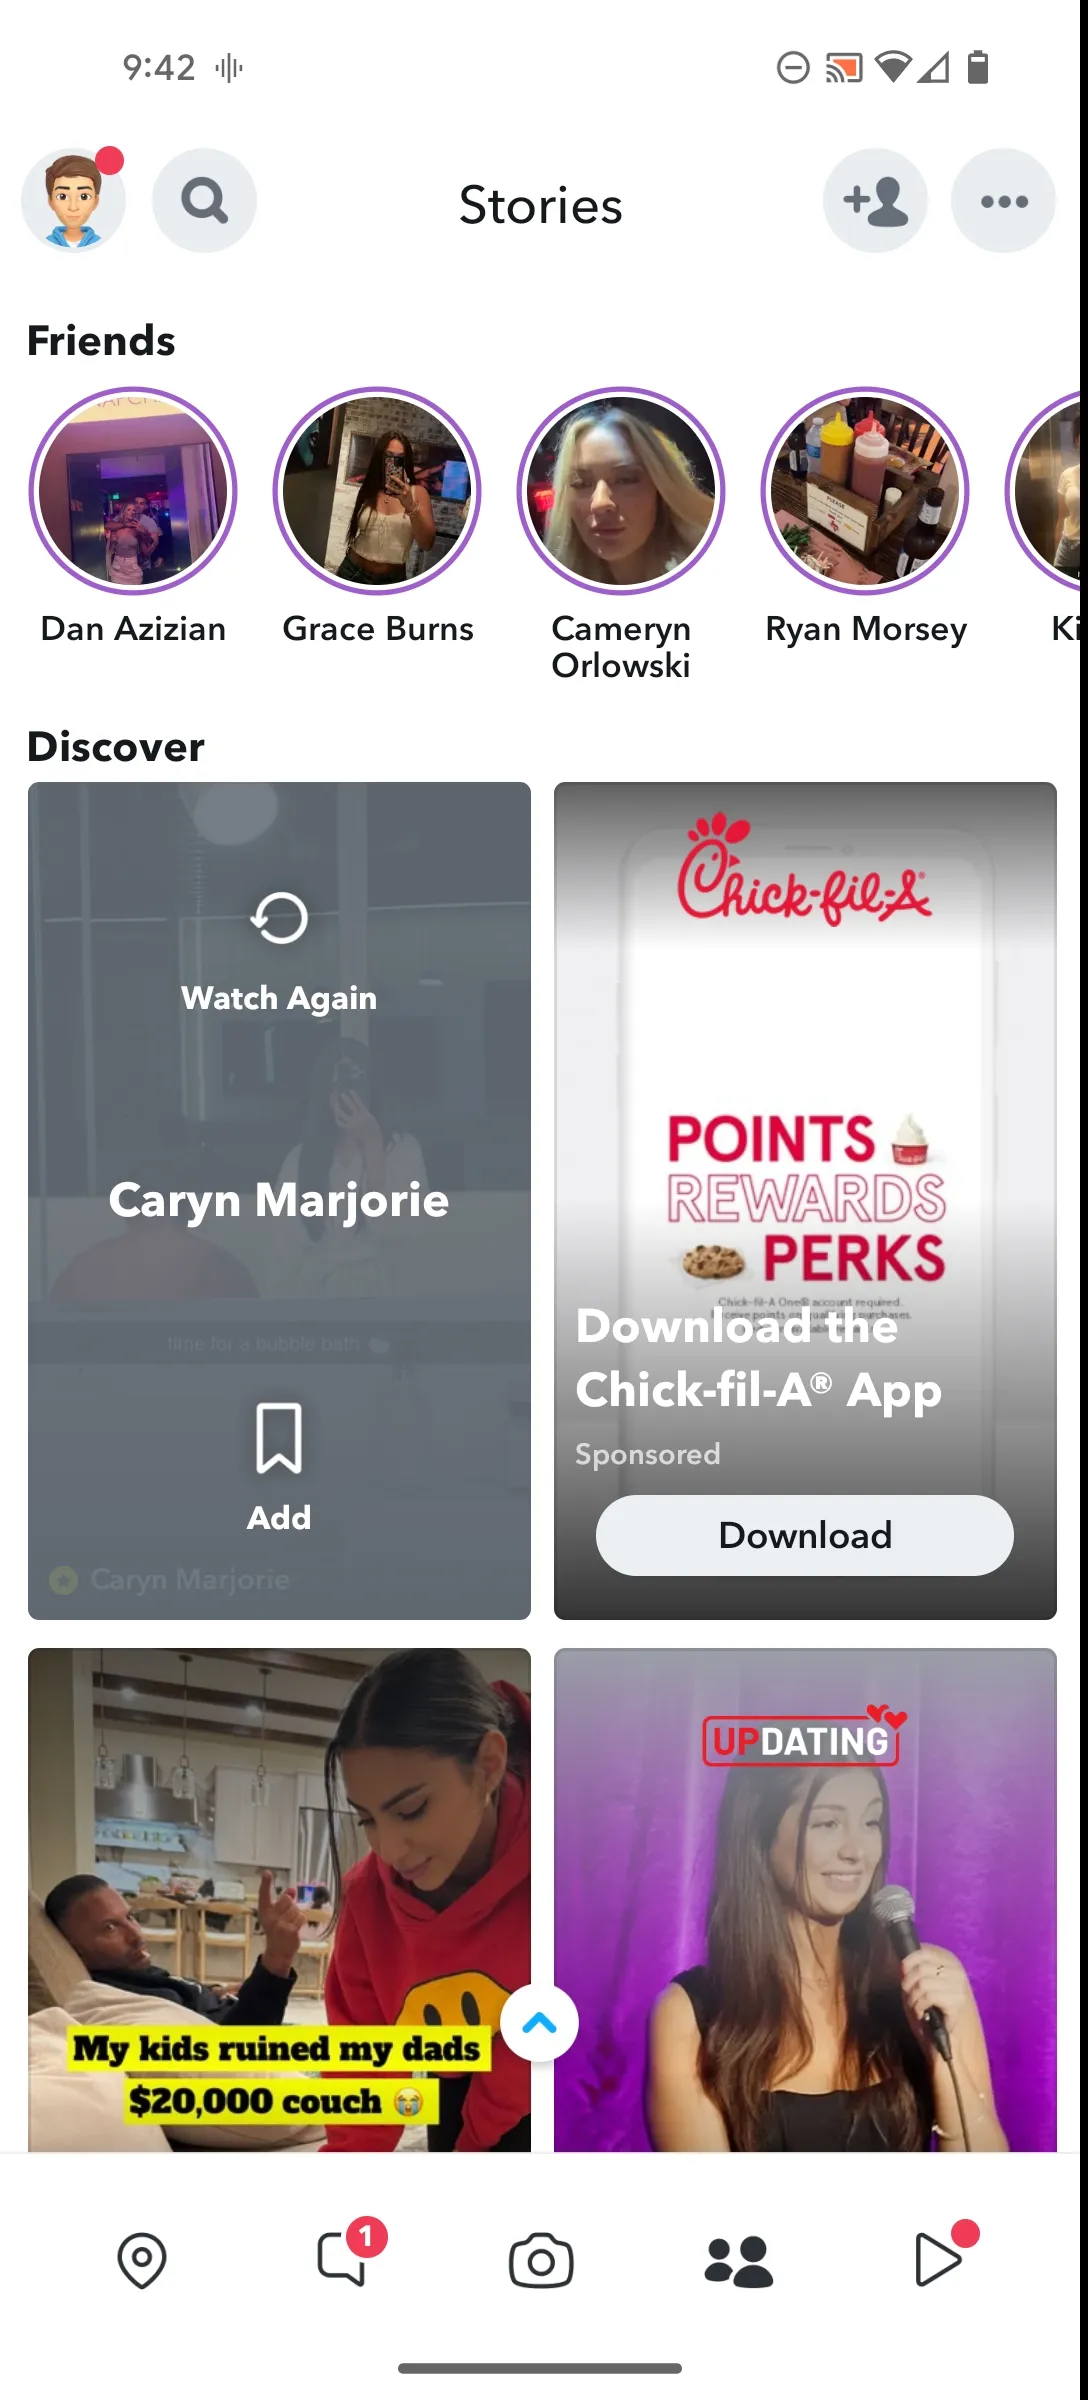 9:42
Stories
Friends
Dan Azizian
Grace Burns
Cameryn
Orlowski
Ryan Morsey
Ki
Discover
Watch Again
Caryn Marjorie
time for a bubble bath
Add
Caryn Marjorie
Chick-fil-A
POINTS
REWARDS
PERKS
Chick-fil-A One® account required.
Download the
Chick-fil-A® App
Sponsored
Download
My kids ruined my dads
$20,000 couch 😭
UPDATING
1